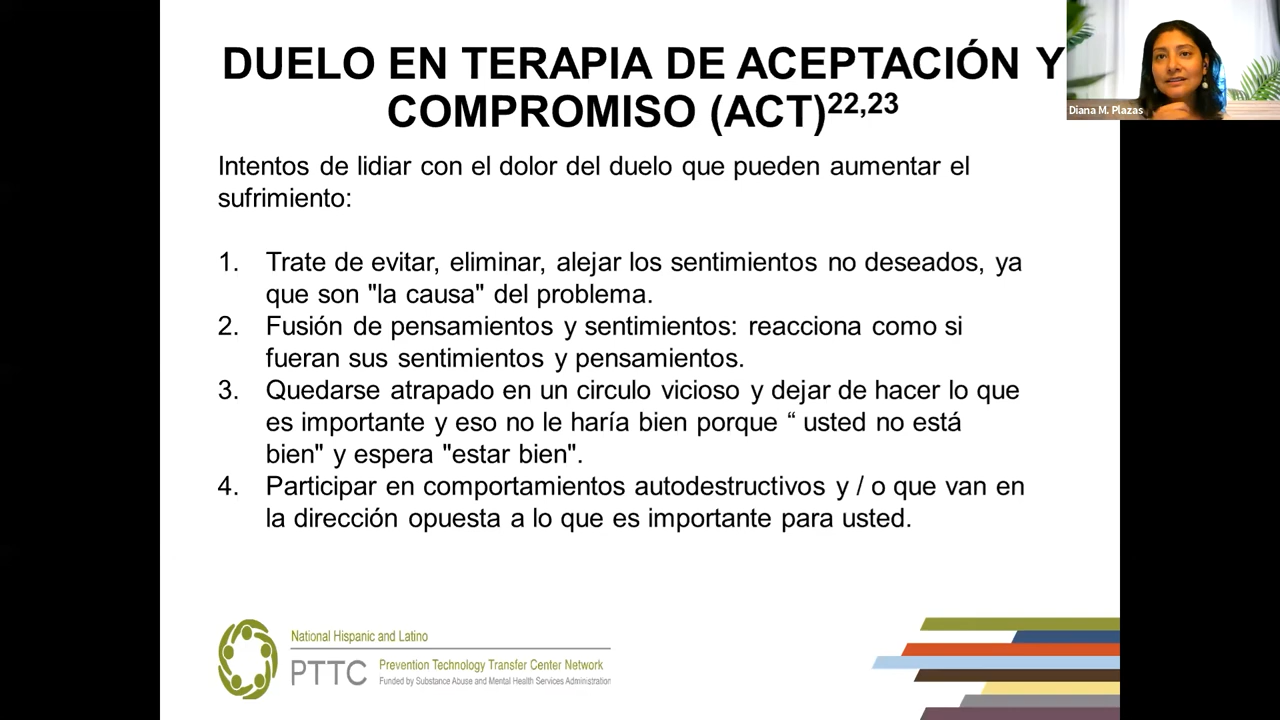 DUELO EN TERAPIA DE ACEPTACIÓN Y
COMPROMISO (ACT)22,23
Diana M. Plazas
Intentos de lidiar con el dolor del duelo que pueden aumentar el
sufrimiento:
1. Trate de evitar, eliminar, alejar los sentimientos no deseados, ya
que son "la causa" del problema.
2. Fusión de pensamientos y sentimientos: reacciona como si
fueran sus sentimientos y pensamientos.
3. Quedarse atrapado en un circulo vicioso y dejar de hacer lo que
es importante y eso no le haría bien porque “ usted no está
bien" y espera "estar bien".
4. Participar en comportamientos autodestructivos y / o que van en
la dirección opuesta a lo que es importante para usted.
National Hispanic and Latino
PTTC
Prevention Technology Transfer Center Network
Funded by Substance Abuse and Mental Health Services Administration